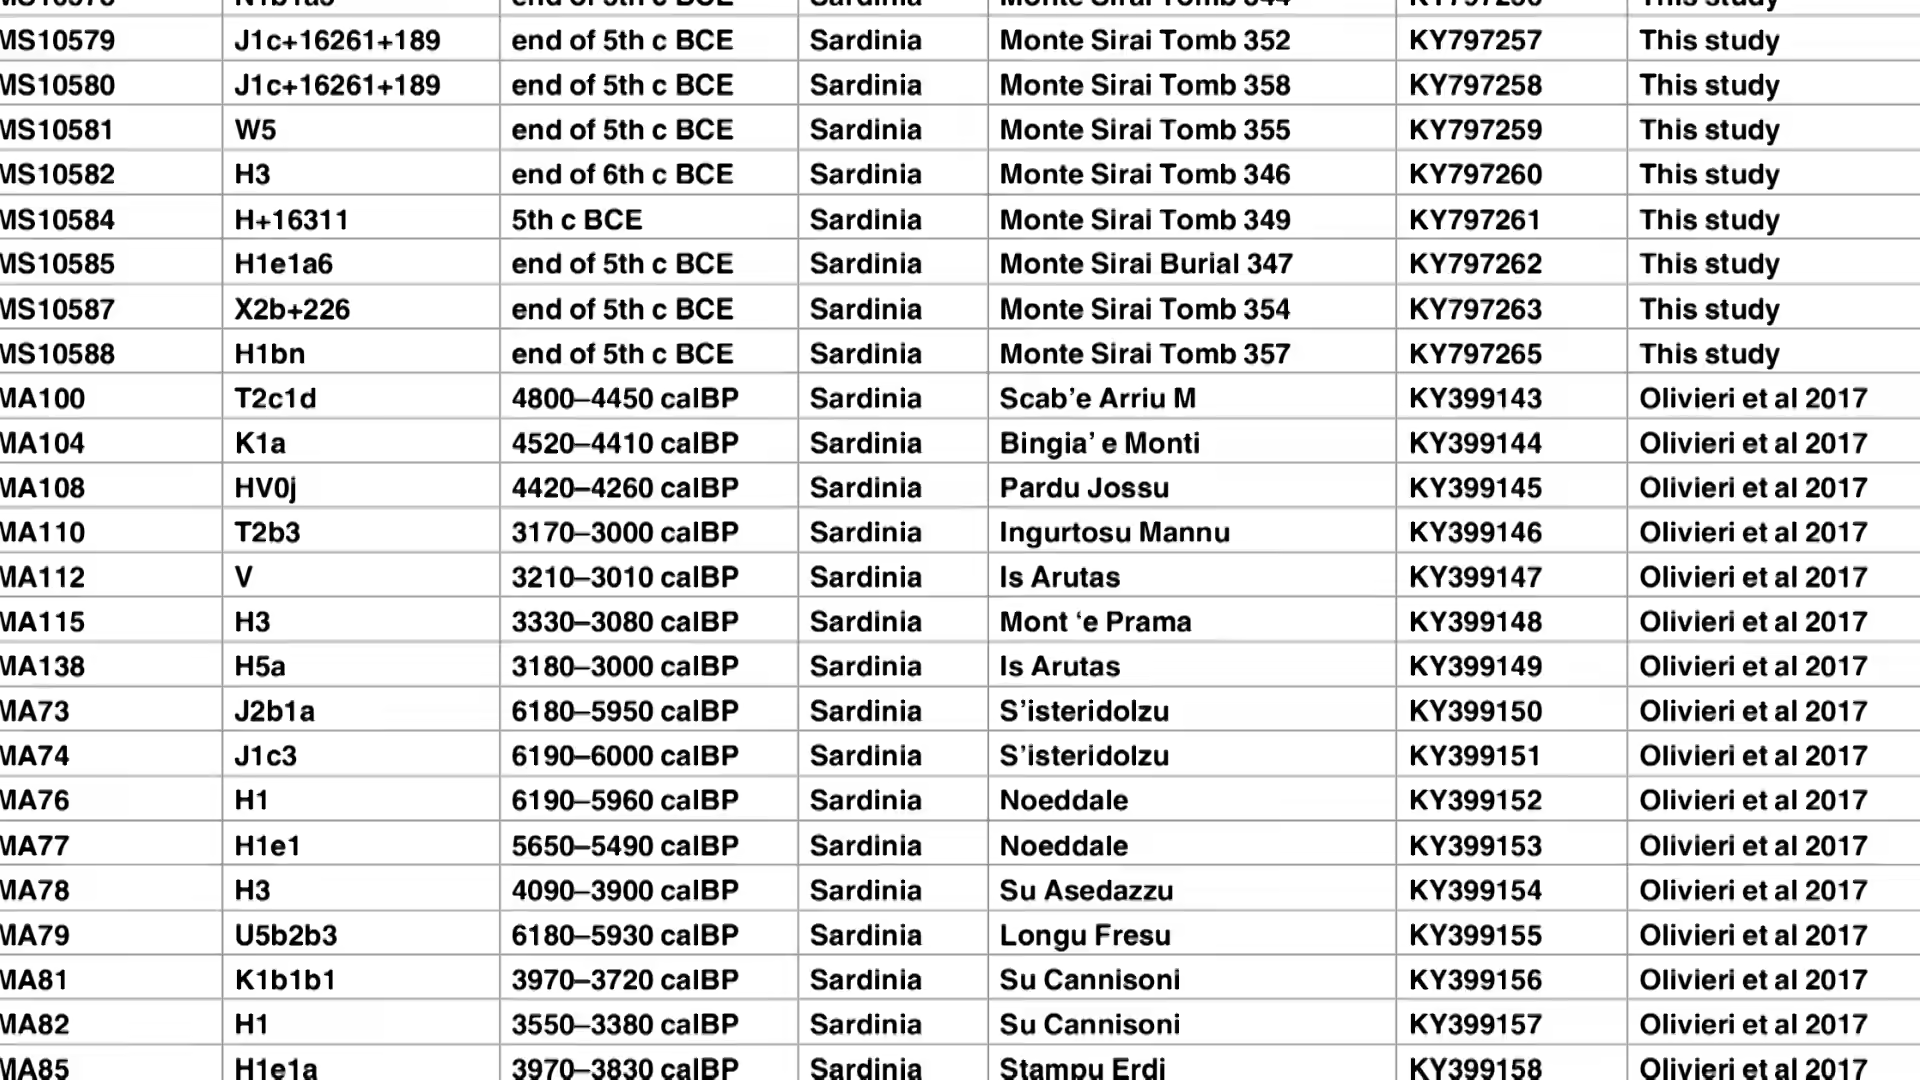 MS10579 J1c+16261+189 end of 5th c BCE Sardinia Monte Sirai Tomb 352 KY797257 This study
MS10580 J1c+16261+189 end of 5th c BCE Sardinia Monte Sirai Tomb 358 KY797258 This study
MS10581 W5 end of 5th c BCE Sardinia Monte Sirai Tomb 355 KY797259 This study
MS10582 H3 end of 6th c BCE Sardinia Monte Sirai Tomb 346 KY797260 This study
MS10584 H+16311 5th c BCE Sardinia Monte Sirai Tomb 349 KY797261 This study
MS10585 H1e1a6 end of 5th c BCE Sardinia Monte Sirai Burial 347 KY797262 This study
MS10587 X2b+226 end of 5th c BCE Sardinia Monte Sirai Tomb 354 KY797263 This study
MS10588 H1bn end of 5th c BCE Sardinia Monte Sirai Tomb 357 KY797265 This study
MA100 T2c1d 4800–4450 calBP Sardinia Scab’e Arriu M KY399143 Olivieri et al 2017
MA104 K1a 4520–4410 calBP Sardinia Bingia’ e Monti KY399144 Olivieri et al 2017
MA108 HV0j 4420–4260 calBP Sardinia Pardu Jossu KY399145 Olivieri et al 2017
MA110 T2b3 3170–3000 calBP Sardinia Ingurtosu Mannu KY399146 Olivieri et al 2017
MA112 V 3210–3010 calBP Sardinia Is Arutas KY399147 Olivieri et al 2017
MA115 H3 3330–3080 calBP Sardinia Mont ‘e Prama KY399148 Olivieri et al 2017
MA138 H5a 3180–3000 calBP Sardinia Is Arutas KY399149 Olivieri et al 2017
MA73 J2b1a 6180–5950 calBP Sardinia S’isteridolzu KY399150 Olivieri et al 2017
MA74 J1c3 6190–6000 calBP Sardinia S’isteridolzu KY399151 Olivieri et al 2017
MA76 H1 6190–5960 calBP Sardinia Noeddale KY399152 Olivieri et al 2017
MA77 H1e1 5650–5490 calBP Sardinia Noeddale KY399153 Olivieri et al 2017
MA78 H3 4090–3900 calBP Sardinia Su Asedazzu KY399154 Olivieri et al 2017
MA79 U5b2b3 6180–5930 calBP Sardinia Longu Fresu KY399155 Olivieri et al 2017
MA81 K1b1b1 3970–3720 calBP Sardinia Su Cannisoni KY399156 Olivieri et al 2017
MA82 H1 3550–3380 calBP Sardinia Su Cannisoni KY399157 Olivieri et al 2017
MA85 H1e1a 3970–3830 calBP Sardinia Stampu Erdi KY399158 Olivieri et al 2017